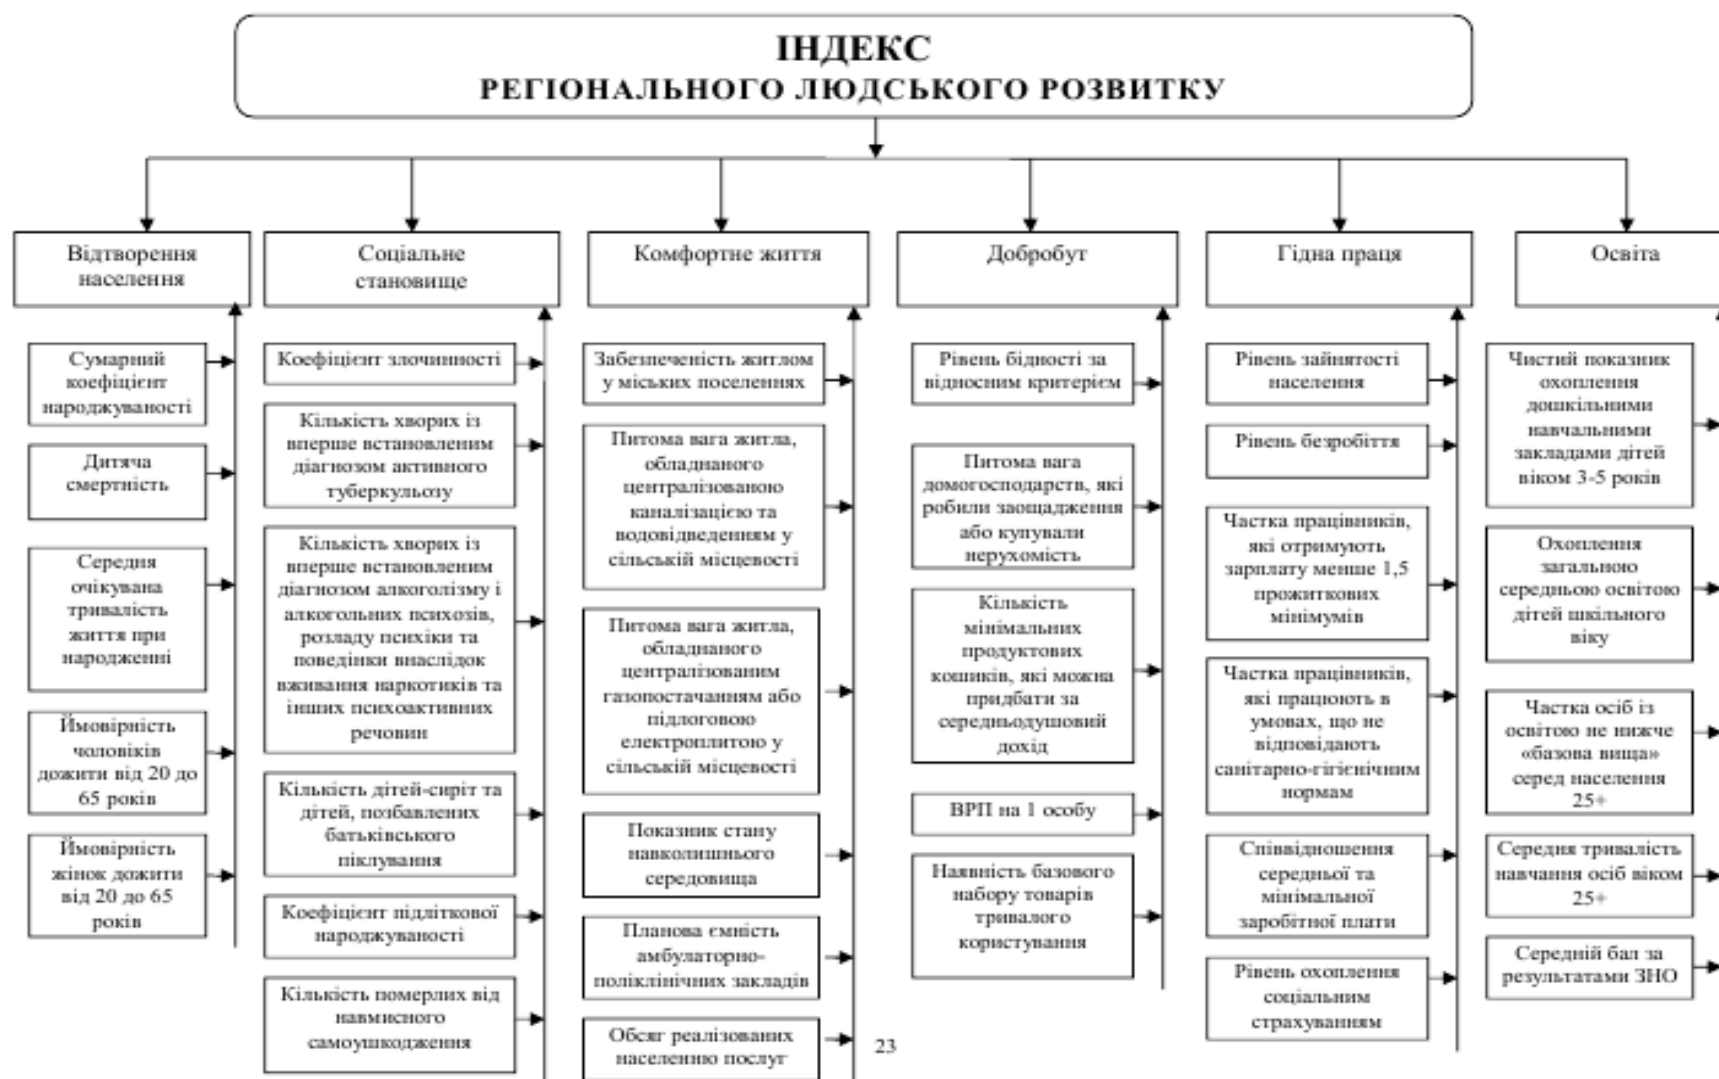 ІНДЕКС
РЕГІОНАЛЬНОГО ЛЮДСЬКОГО РОЗВИТКУ
Відтворення
населення
Сумарний
коефіцієнт
народжуваності
Дитяча
смертність
Середня
очікувана
тривалість
життя при
народженні
Ймовірність
чоловіків
дожити від 20 до
65 років
Ймовірність
жінок дожити
від 20 до 65
років
Соціальне
становище
Коефіцієнт злочинності
Кількість хворих із
вперше встановленим
діагнозом активного
туберкульозу
Кількість хворих із
вперше встановленим
діагнозом алкоголізму і
алкогольних психозів,
розладу психіки та
поведінки внаслідок
вживання наркотиків та
інших психоактивних
речовин
Кількість дітей-сиріт та
дітей, позбавлених
батьківського
піклування
Коефіцієнт підліткової
народжуваності
Кількість померлих від
навмисного
самоушкодження
Комфортне життя
Забезпеченість житлом
у міських поселеннях
Питома вага житла,
обладнаного
централізованою
каналізацією та
водовідведенням у
сільській місцевості
Питома вага житла,
обладнаного
централізованим
газопостачанням або
підлоговою
електроплитою у
сільській місцевості
Показник стану
навколишнього
середовища
Планова ємність
амбулаторно-
поліклінічних закладів
Обсяг реалізованих
населенню послуг
Добробут
Рівень бідності за
відносним критерієм
Питома вага
домогосподарств, які
робили заощадження
або купували
нерухомість
Кількість
мінімальних
продуктових
кошиків, які можна
придбати за
середньодушовий
дохід
ВРП на 1 особу
Наявність базового
набору товарів
тривалого
користування
Гідна праця
Рівень зайнятості
населення
Рівень безробіття
Частка працівників,
які отримують
зарплату менше 1,5
прожиткових
мінімумів
Частка працівників,
які працюють в
умовах, що не
відповідають
санітарно-гігієнічним
нормам
Співвідношення
середньої та
мінімальної
заробітної плати
Рівень охоплення
соціальним
страхуванням
Освіта
Чистий показник
охоплення
дошкільними
навчальними
закладами дітей
віком 3-5 років
Охоплення
загальною
середньою освітою
дітей шкільного
віку
Частка осіб із
освітою не нижче
«базова вища»
серед населення
25+
Середня тривалість
навчання осіб віком
25+
Середній бал за
результатами ЗНО
23